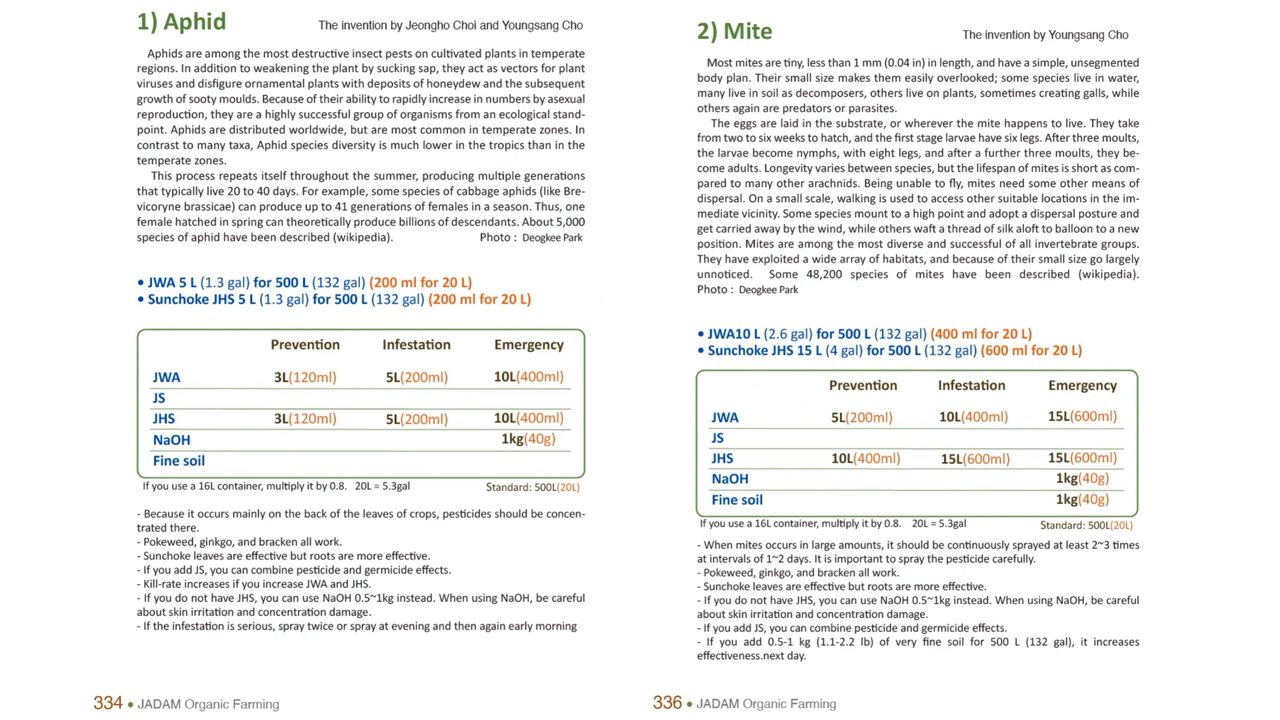 1) Aphid
The invention by Jeongho Choi and Youngsang Cho
Aphids are among the most destructive insect pests on cultivated plants in temperate
regions. In addition to weakening the plant by sucking sap, they act as vectors for plant
viruses and disfigure ornamental plants with deposits of honeydew and the subsequent
growth of sooty moulds. Because of their ability to rapidly increase in numbers by asexual
reproduction, they are a highly successful group of organisms from an ecological stand-
point. Aphids are distributed worldwide, but are most common in temperate zones. In
contrast to many taxa, Aphid species diversity is much lower in the tropics than in the
temperate zones.
This process repeats itself throughout the summer, producing multiple generations
that typically live 20 to 40 days. For example, some species of cabbage aphids (like Bre-
vicoryne brassicae) can produce up to 41 generations of females in a season. Thus, one
female hatched in spring can theoretically produce billions of descendants. About 5,000
species of aphid have been described (wikipedia). Photo : Deogkee Park
• JWA 5 L (1.3 gal) for 500 L (132 gal) (200 ml for 20 L)
• Sunchoke JHS 5 L (1.3 gal) for 500 L (132 gal) (200 ml for 20 L)
Prevention Infestation Emergency
JWA 3L(120ml) 5L(200ml) 10L(400ml)
JS
JHS 3L(120ml) 5L(200ml) 10L(400ml)
NaOH 1kg(40g)
Fine soil
If you use a 16L container, multiply it by 0.8. 20L = 5.3gal Standard: 500L(20L)
- Because it occurs mainly on the back of the leaves of crops, pesticides should be concen-
trated there.
- Pokeweed, ginkgo, and bracken all work.
- Sunchoke leaves are effective but roots are more effective.
- If you add JS, you can combine pesticide and germicide effects.
- Kill-rate increases if you increase JWA and JHS.
- If you do not have JHS, you can use NaOH 0.5~1kg instead. When using NaOH, be careful
about skin irritation and concentration damage.
- If the infestation is serious, spray twice or spray at evening and then again early morning
334 • JADAM Organic Farming
2) Mite
The invention by Youngsang Cho
Most mites are tiny, less than 1 mm (0.04 in) in length, and have a simple, unsegmented
body plan. Their small size makes them easily overlooked; some species live in water,
many live in soil as decomposers, others live on plants, sometimes creating galls, while
others again are predators or parasites.
The eggs are laid in the substrate, or wherever the mite happens to live. They take
from two to six weeks to hatch, and the first stage larvae have six legs. After three moults,
the larvae become nymphs, with eight legs, and after a further three moults, they be-
come adults. Longevity varies between species, but the lifespan of mites is short as com-
pared to many other arachnids. Being unable to fly, mites need some other means of
dispersal. On a small scale, walking is used to access other suitable locations in the im-
mediate vicinity. Some species mount to a high point and adopt a dispersal posture and
get carried away by the wind, while others waft a thread of silk aloft to balloon to a new
position. Mites are among the most diverse and successful of all invertebrate groups.
They have exploited a wide array of habitats, and because of their small size go largely
unnoticed. Some 48,200 species of mites have been described (wikipedia).
Photo : Deogkee Park
• JWA10 L (2.6 gal) for 500 L (132 gal) (400 ml for 20 L)
• Sunchoke JHS 15 L (4 gal) for 500 L (132 gal) (600 ml for 20 L)
Prevention Infestation Emergency
JWA 5L(200ml) 10L(400ml) 15L(600ml)
JS
JHS 10L(400ml) 15L(600ml) 15L(600ml)
NaOH 1kg(40g)
Fine soil 1kg(40g)
If you use a 16L container, multiply it by 0.8. 20L = 5.3gal Standard: 500L(20L)
- When mites occurs in large amounts, it should be continuously sprayed at least 2~3 times
at intervals of 1~2 days. It is important to spray the pesticide carefully.
- Pokeweed, ginkgo, and bracken all work.
- Sunchoke leaves are effective but roots are more effective.
- If you do not have JHS, you can use NaOH 0.5~1kg instead. When using NaOH, be careful
about skin irritation and concentration damage.
- If you add JS, you can combine pesticide and germicide effects.
- If you add 0.5-1 kg (1.1-2.2 lb) of very fine soil for 500 L (132 gal), it increases
effectiveness.next day.
336 • JADAM Organic Farming